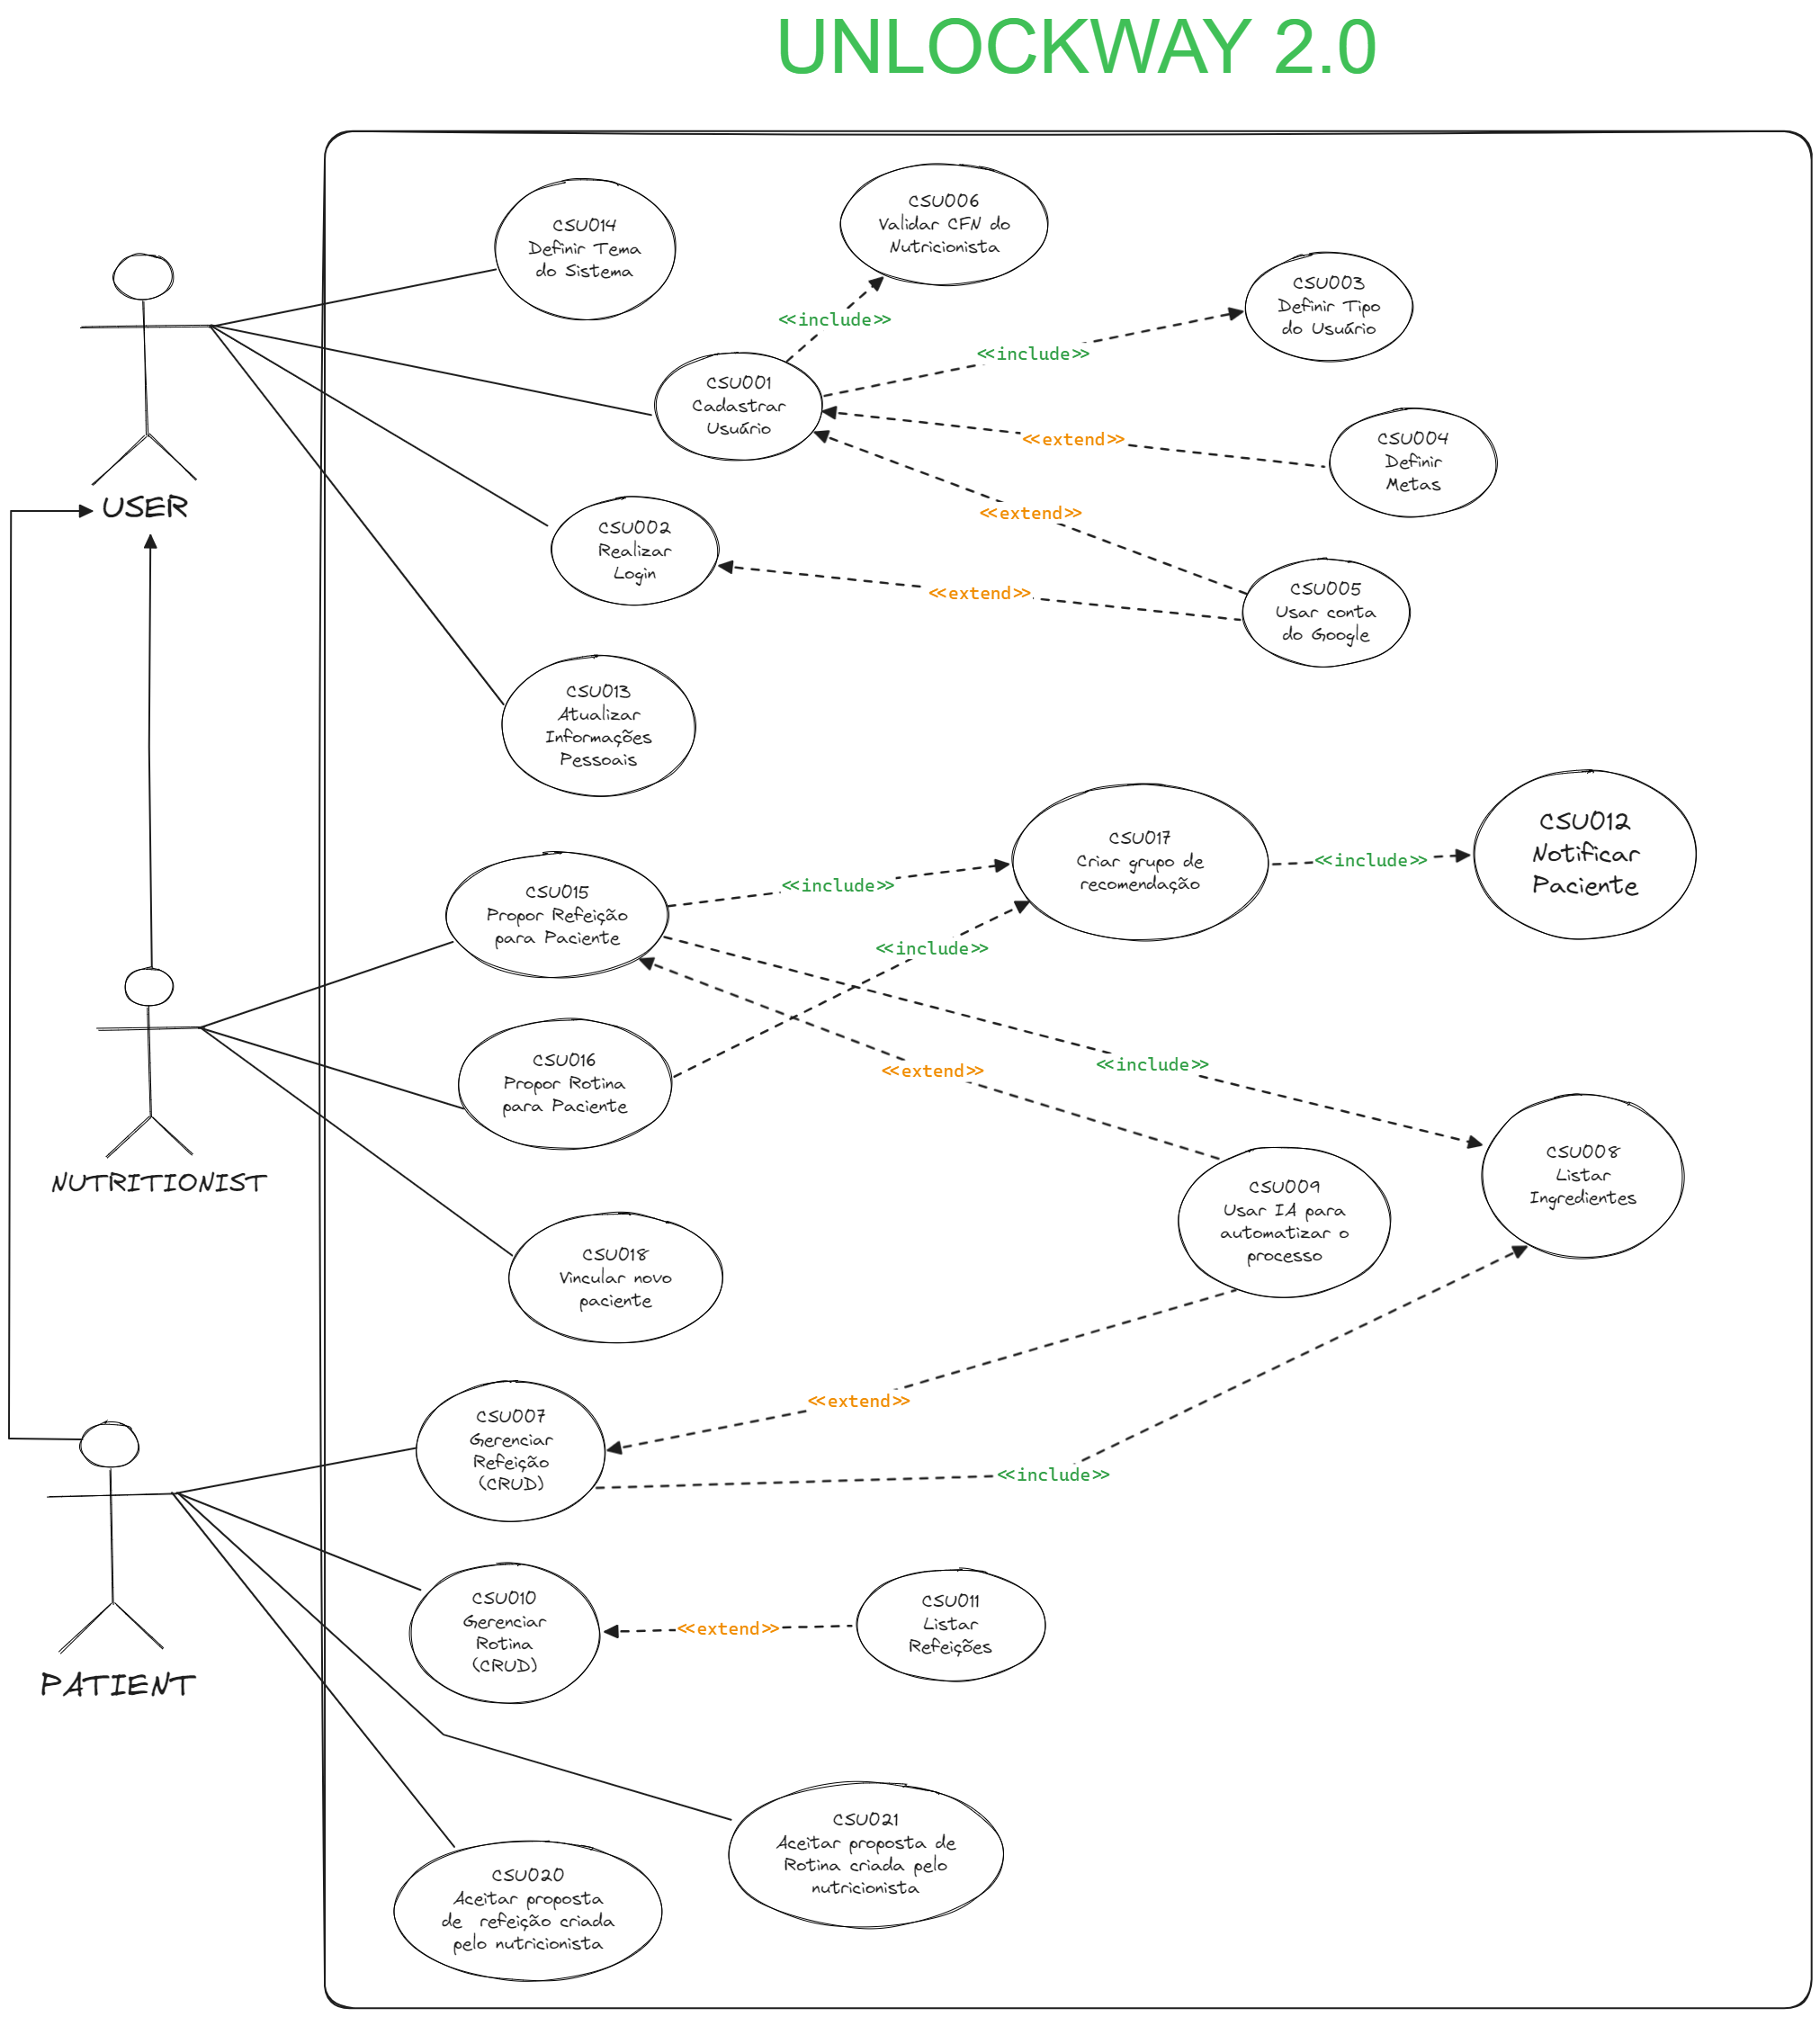 UNLOCKWAY 2.0
CSU014
Definir Tema
do Sistema
CSU006
Validar CFN do
Nutricionista
CSU003
Definir Tipo
do Usuário
<<include>>
<<include>>
CSU001
Cadastrar
Usuário
<<extend>>
CSU004
Definir
Metas
USER
<<extend>>
CSU002
Realizar
Login
<<extend>>
CSU005
Usar conta
do Google
CSU013
Atualizar
Informações
Pessoais
CSU015
Propor Refeição
para Paciente
<<include>>
CSU017
Criar grupo de
recomendação
<<include>>
CSU012
Notificar
Paciente
<<include>>
CSU016
Propor Rotina
para Paciente
<<extend>>
<<include>>
NUTRITIONIST
CSU009
Usar IA para
automatizar o
processo
CSU008
Listar
Ingredientes
CSU018
Vincular novo
paciente
CSU007
Gerenciar
Refeição
(CRUD)
<<extend>>
<<include>>
CSU010
Gerenciar
Rotina
(CRUD)
<<extend>>
CSU011
Listar
Refeições
PATIENT
CSU021
Aceitar proposta de
Rotina criada pelo
nutricionista
CSU020
Aceitar proposta
de refeição criada
pelo nutricionista